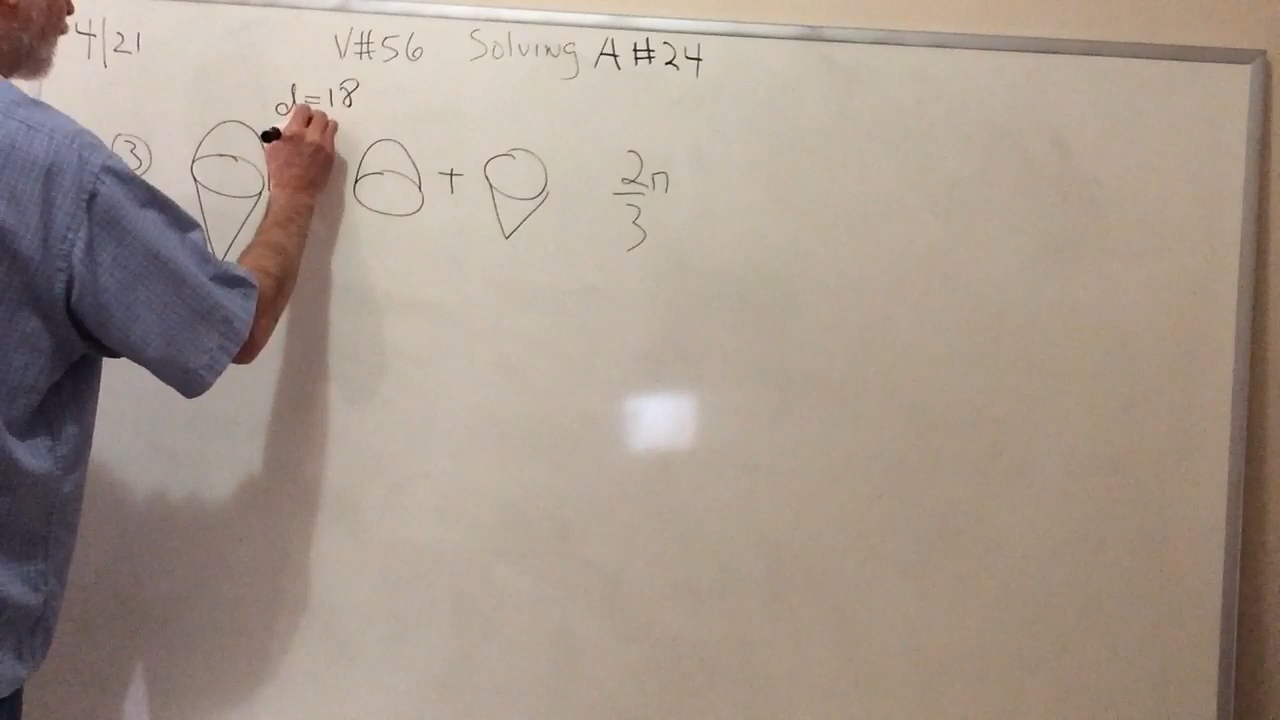 4/21
V#56 Solving A#24
d=18
3
+
2π
3